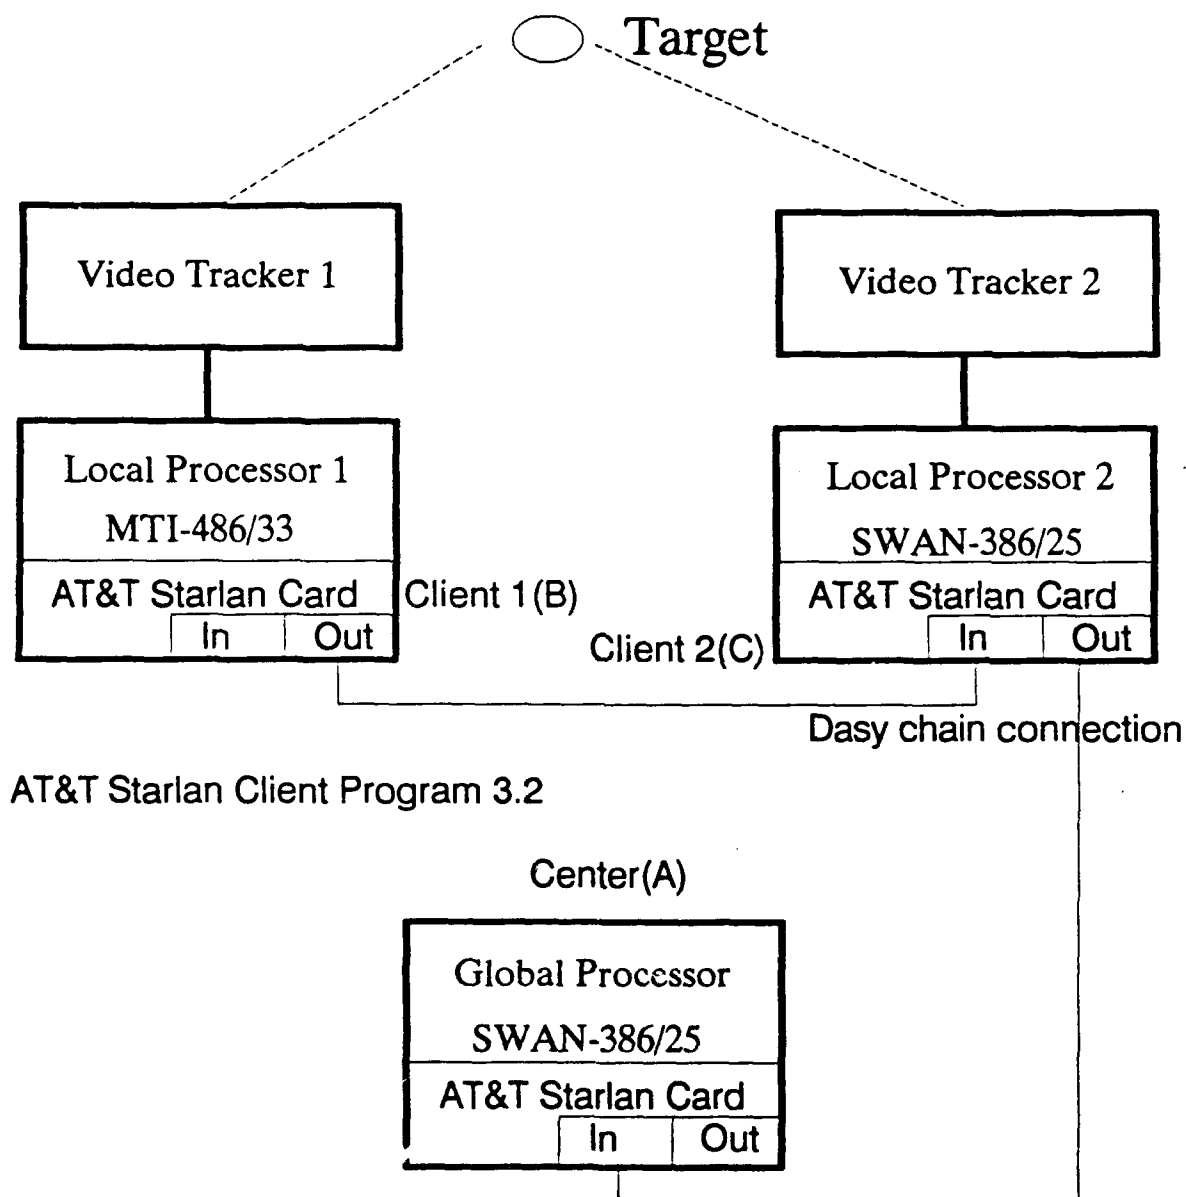 Target
Video Tracker 1
Video Tracker 2
Local Processor 1
MTI-486/33
AT&T Starlan Card
In Out
Client 1(B)
Local Processor 2
SWAN-386/25
AT&T Starlan Card
In Out
Client 2(C)
Dasy chain connection
AT&T Starlan Client Program 3.2
Center(A)
Global Processor
SWAN-386/25
AT&T Starlan Card
In Out